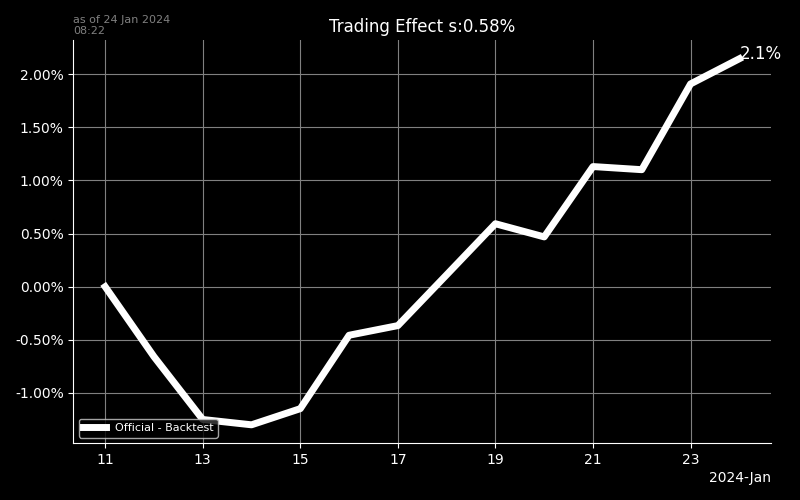 as of 24 Jan 2024
08:22
Trading Effect s:0.58%
2.1%
2.00%
1.50%
1.00%
0.50%
0.00%
-0.50%
-1.00%
Official - Backtest
11 13 15 17 19 21 23
2024-Jan